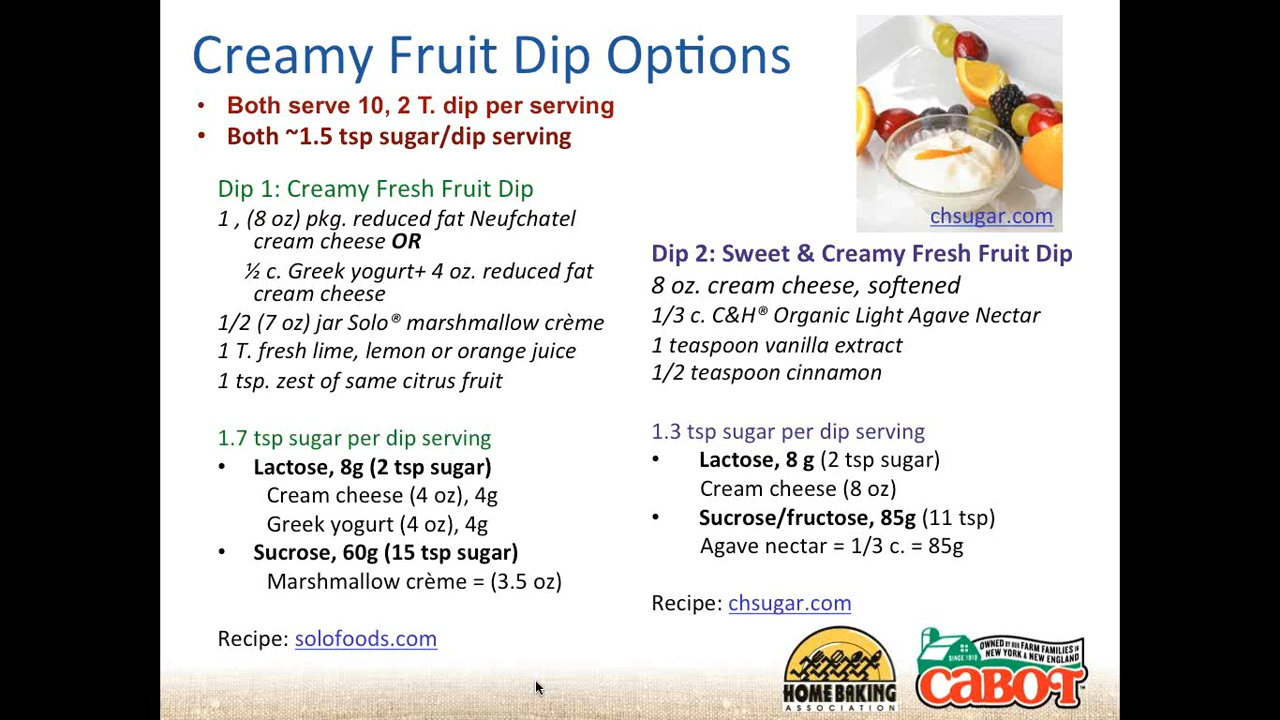 Creamy Fruit Dip Options
• Both serve 10, 2 T. dip per serving
• Both ~1.5 tsp sugar/dip serving
chsugar.com
Dip 1: Creamy Fresh Fruit Dip
1 , (8 oz) pkg. reduced fat Neufchatel
cream cheese OR
½ c. Greek yogurt+ 4 oz. reduced fat
cream cheese
1/2 (7 oz) jar Solo® marshmallow crème
1 T. fresh lime, lemon or orange juice
1 tsp. zest of same citrus fruit
1.7 tsp sugar per dip serving
• Lactose, 8g (2 tsp sugar)
Cream cheese (4 oz), 4g
Greek yogurt (4 oz), 4g
• Sucrose, 60g (15 tsp sugar)
Marshmallow crème = (3.5 oz)
Recipe: solofoods.com
Dip 2: Sweet & Creamy Fresh Fruit Dip
8 oz. cream cheese, softened
1/3 c. C&H® Organic Light Agave Nectar
1 teaspoon vanilla extract
1/2 teaspoon cinnamon
1.3 tsp sugar per dip serving
• Lactose, 8 g (2 tsp sugar)
Cream cheese (8 oz)
• Sucrose/fructose, 85g (11 tsp)
Agave nectar = 1/3 c. = 85g
Recipe: chsugar.com
HOME BAKING
ASSOCIATION
SINCE 1919
OWNED BY OUR FARM FAMILIES IN
NEW YORK & NEW ENGLAND
CABOT